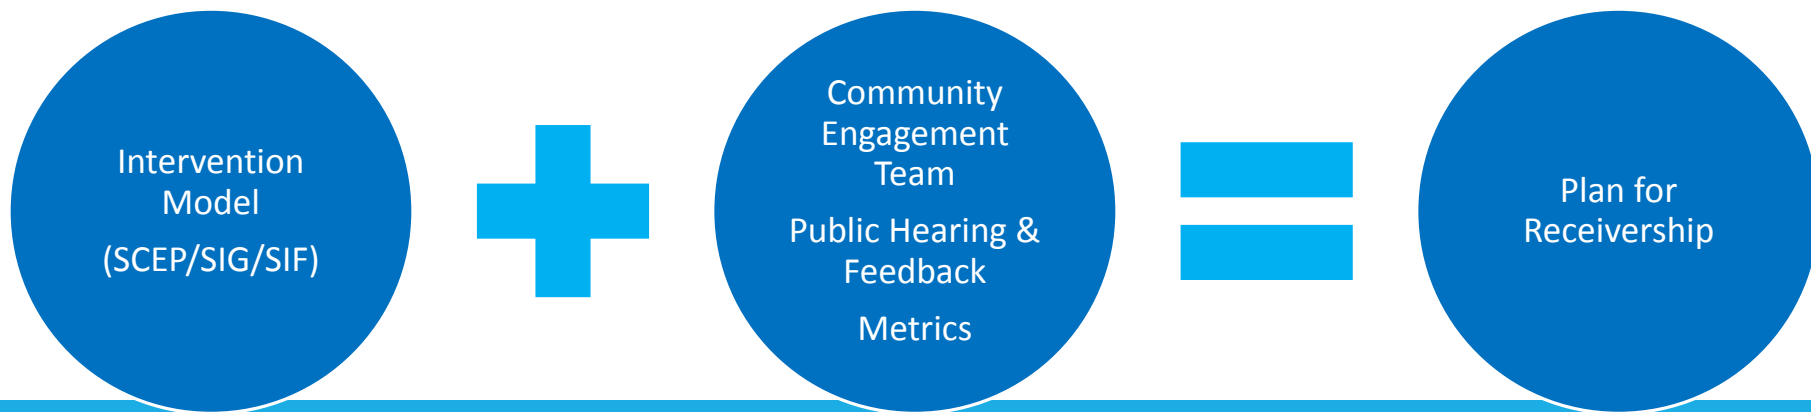 Intervention
Model
(SCEP/SIG/SIF)
Community
Engagement
Team
Public Hearing &
Feedback
Metrics
Plan for
Receivership